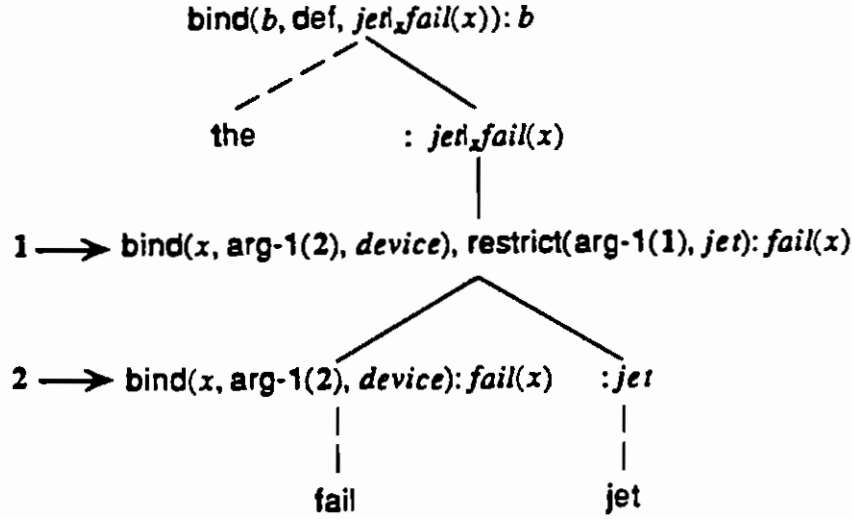 bind(b, def, jet|ₓfail(x)): b
the : jet|ₓfail(x)
1 → bind(x, arg-1(2), device), restrict(arg-1(1), jet): fail(x)
2 → bind(x, arg-1(2), device): fail(x) :jet
fail jet